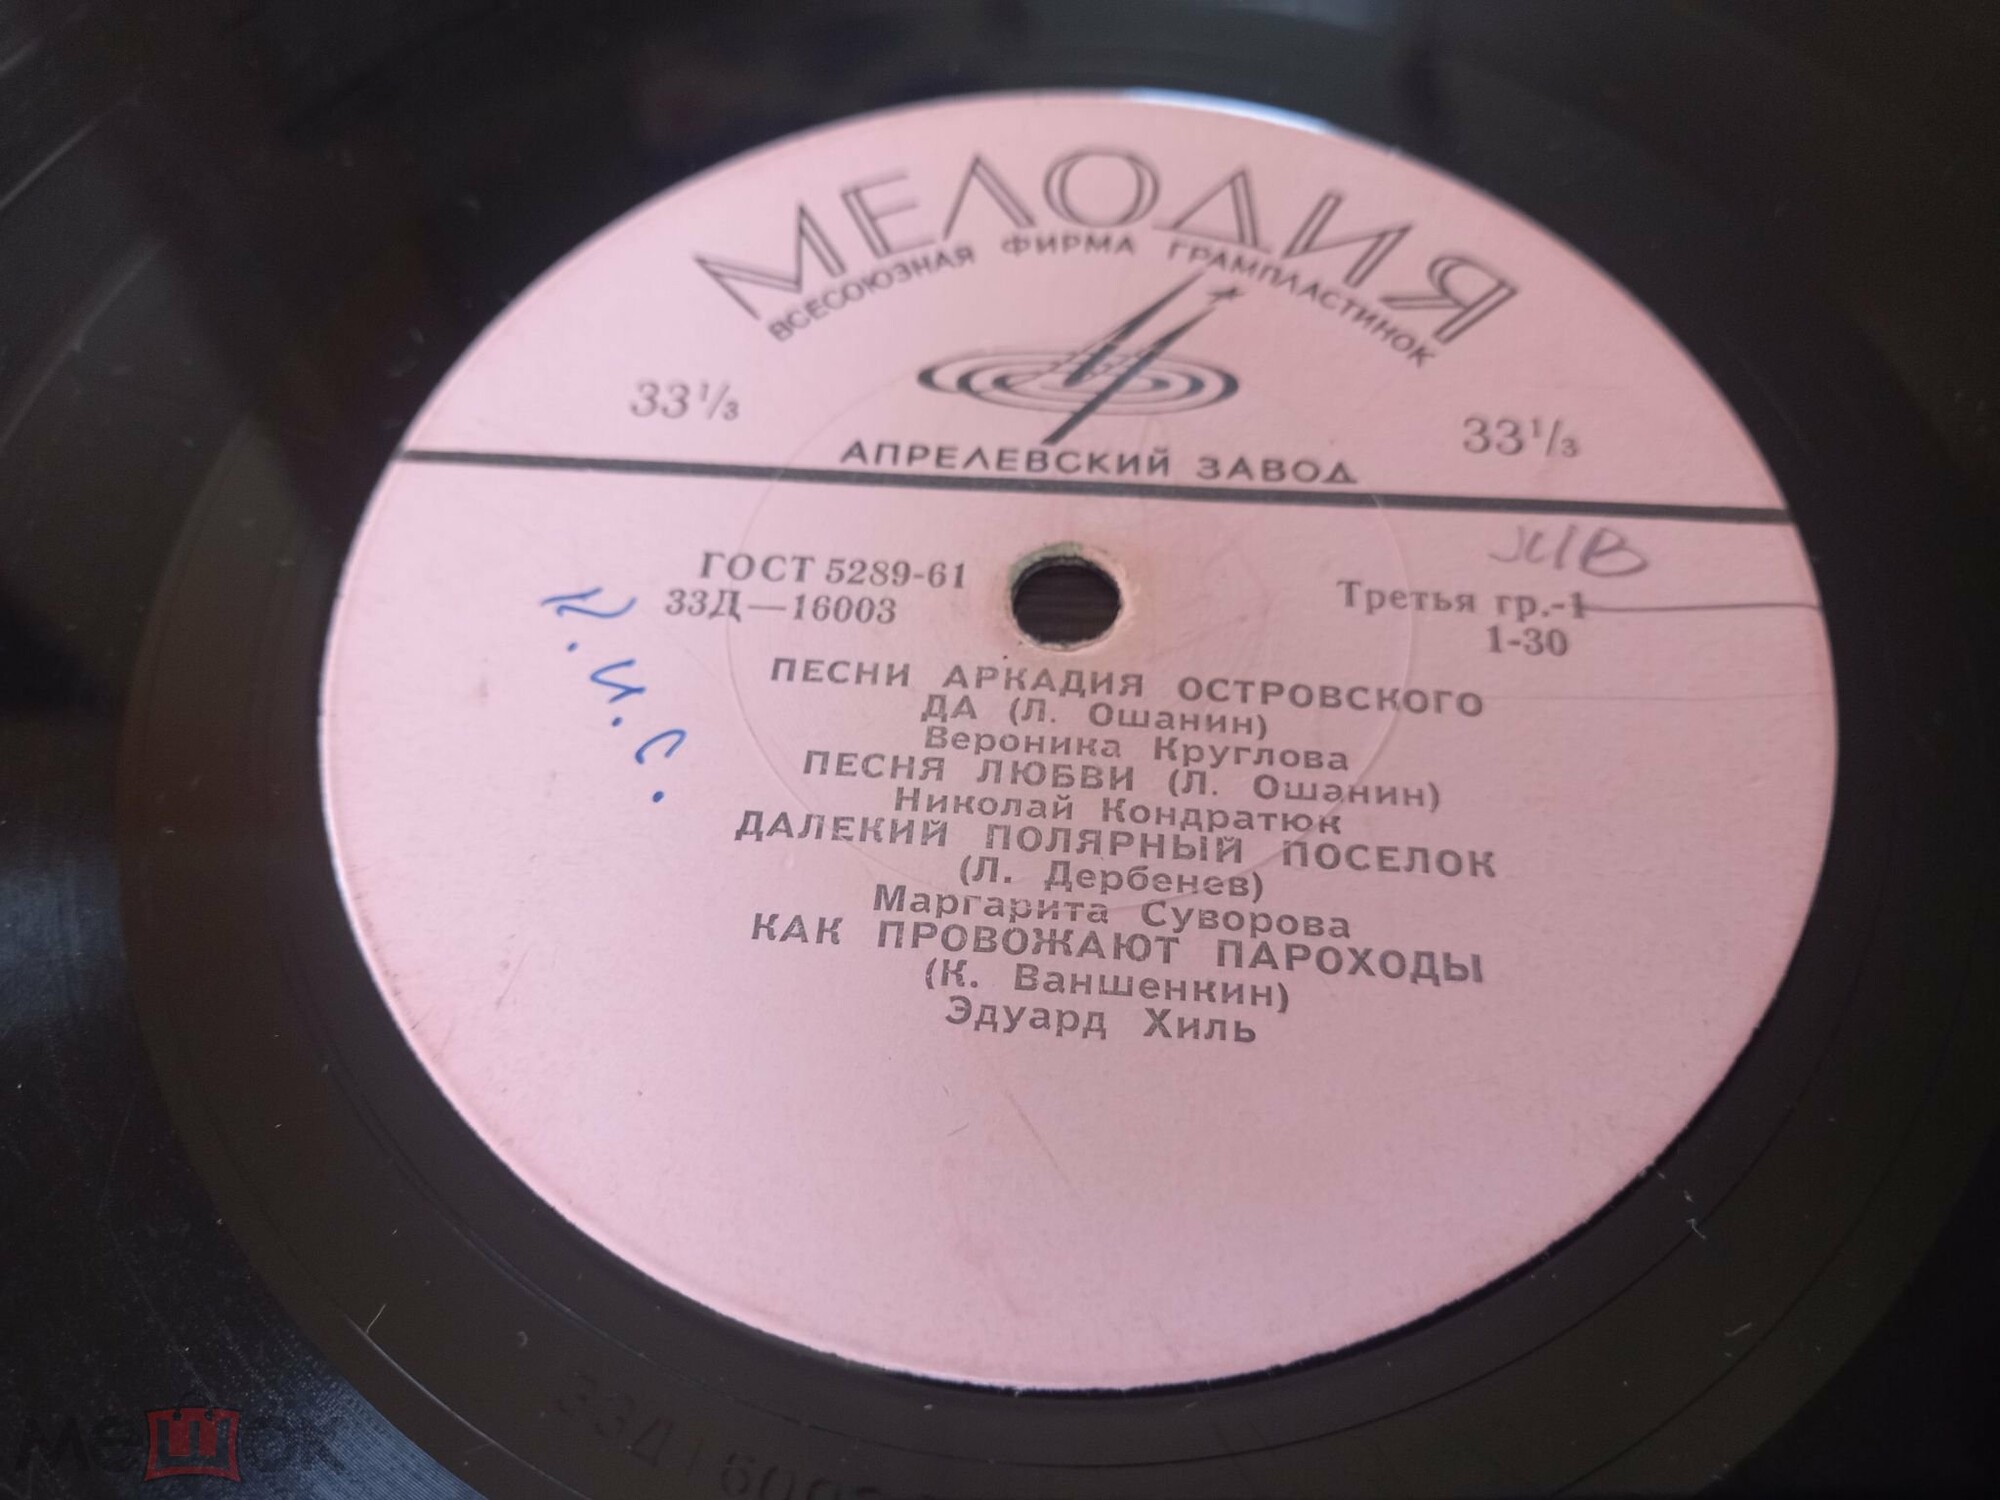 МЕЛОДИЯ
ВСЕСОЮЗНАЯ ФИРМА ГРАМПЛАСТИНОК
33⅓ 33⅓
АПРЕЛЕВСКИЙ ЗАВОД
ГОСТ 5289-61
33Д—16003
Третья гр.-1
1-30
ПЕСНИ АРКАДИЯ ОСТРОВСКОГО
ДА (Л. Ошанин)
Вероника Круглова
ПЕСНЯ ЛЮБВИ (Л. Ошанин)
Николай Кондратюк
ДАЛЕКИЙ ПОЛЯРНЫЙ ПОСЕЛОК
(Л. Дербенев)
Маргарита Суворова
КАК ПРОВОЖАЮТ ПАРОХОДЫ
(К. Ваншенкин)
Эдуард Хиль
мешок